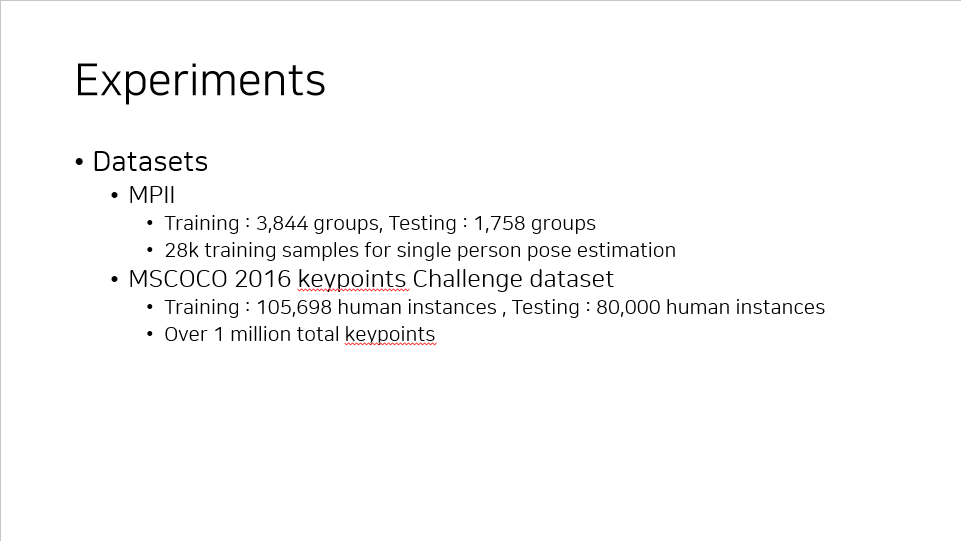 Experiments
• Datasets
• MPII
• Training : 3,844 groups, Testing : 1,758 groups
• 28k training samples for single person pose estimation
• MSCOCO 2016 keypoints Challenge dataset
• Training : 105,698 human instances , Testing : 80,000 human instances
• Over 1 million total keypoints